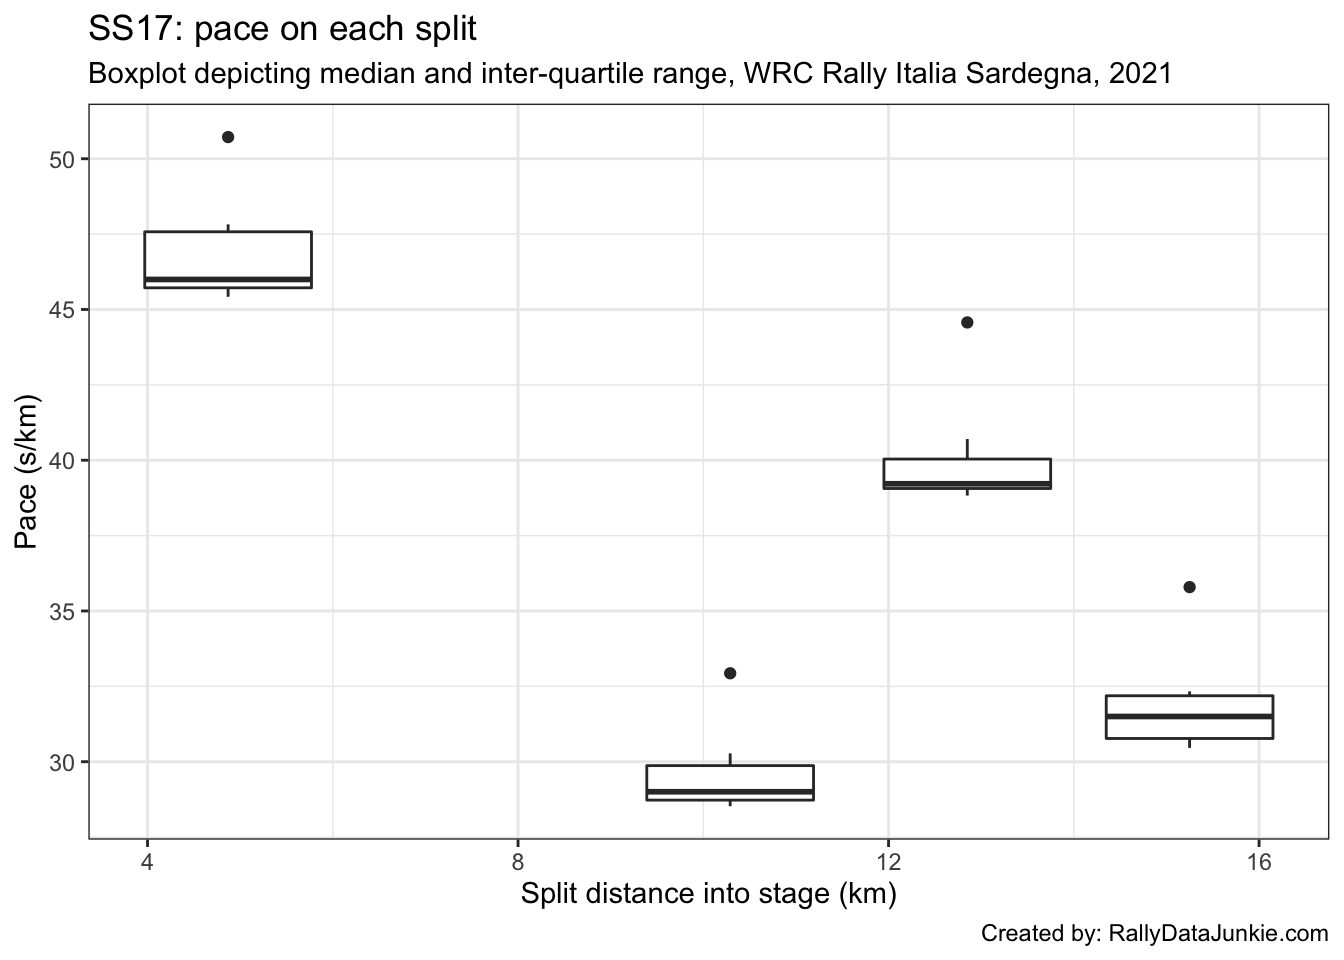 SS17: pace on each split
Boxplot depicting median and inter-quartile range, WRC Rally Italia Sardegna, 2021
50
45
40
35
30
Pace (s/km)
4 8 12 16
Split distance into stage (km)
Created by: RallyDataJunkie.com